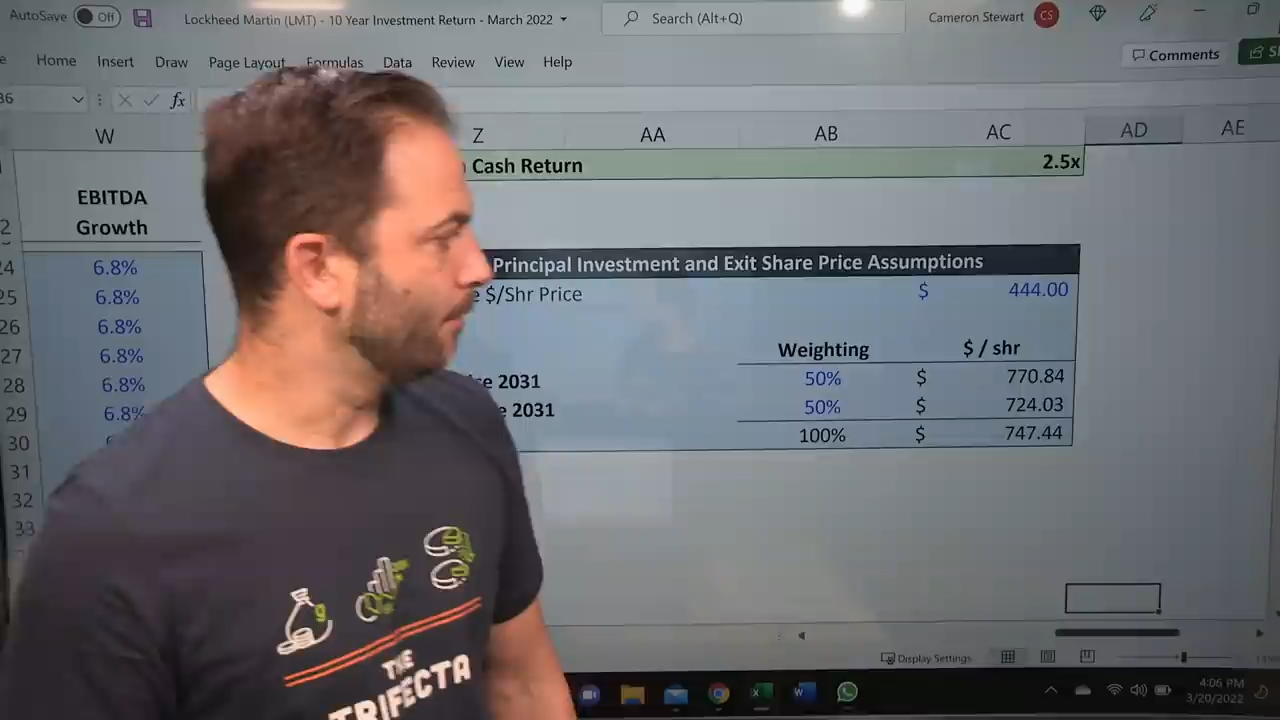 AutoSave Off Lockheed Martin (LMT) - 10 Year Investment Return - March 2022 Search (Alt+Q) Cameron Stewart CS
Home Insert Draw Page Layout Formulas Data Review View Help Comments
fx
W Z AA AB AC AD AE
Cash Return 2.5x
EBITDA
Growth
Principal Investment and Exit Share Price Assumptions
6.8%
$/Shr Price $ 444.00
25 6.8%
26 6.8%
27 6.8% Weighting $ / shr
28 6.8% 2031 50% $ 770.84
29 6.8% 2031 50% $ 724.03
30 100% $ 747.44
31
32
33
THE
TRIFECTA
Display Settings
4:06 PM
3/20/2022